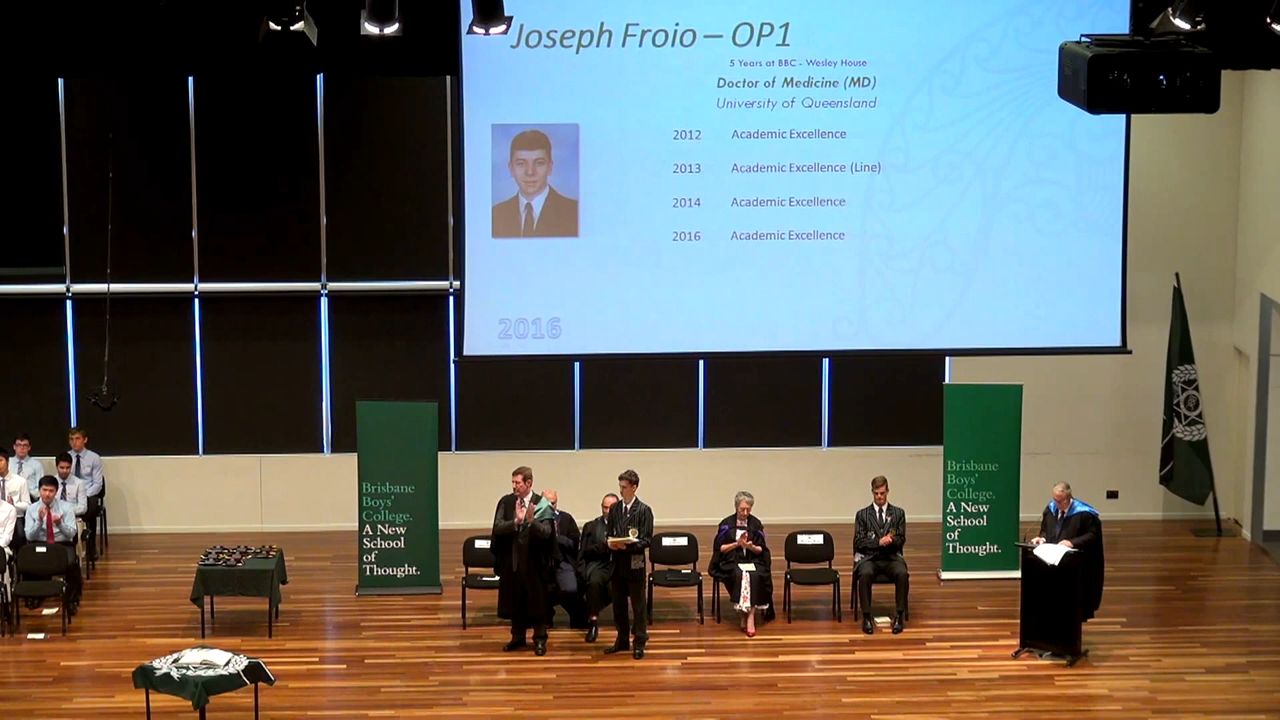 Joseph Froio – OP1
5 Years at BBC - Wesley House
Doctor of Medicine (MD)
University of Queensland
2012 Academic Excellence
2013 Academic Excellence (Line)
2014 Academic Excellence
2016 Academic Excellence
2016
Brisbane
Boys'
College.
A New
School
of
Thought.
Brisbane
Boys'
College.
A New
School
of
Thought.